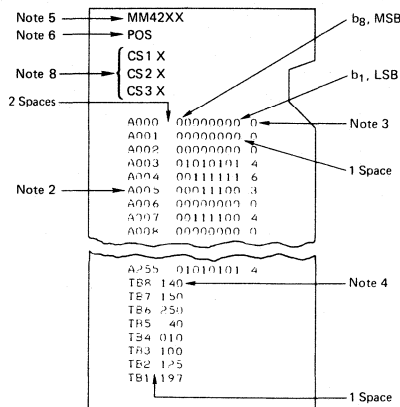 Note 5 MM42XX b8, MSB
Note 6 POS
CS1 X b1, LSB
Note 8 CS2 X
CS3 X
2 Spaces
A000 00000000 0 Note 3
A001 00000000 0
A002 00000000 0
A003 01010101 4 1 Space
A004 00111111 6
Note 2 A005 00011100 3
A006 00000000 0
A007 00111100 4
A008 00000000 0
A255 01010101 4
TB8 140 Note 4
TB7 150
TB6 250
TB5 40
TB4 010
TB3 100
TB2 125
TB1 197
1 Space